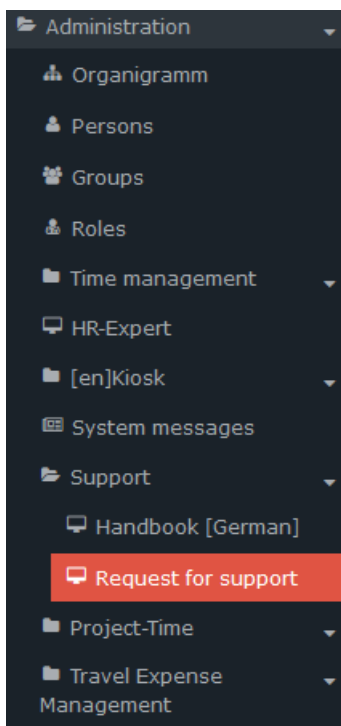 Administration
Organigramm
Persons
Groups
Roles
Time management
HR-Expert
[en]Kiosk
System messages
Support
Handbook [German]
Request for support
Project-Time
Travel Expense
Management